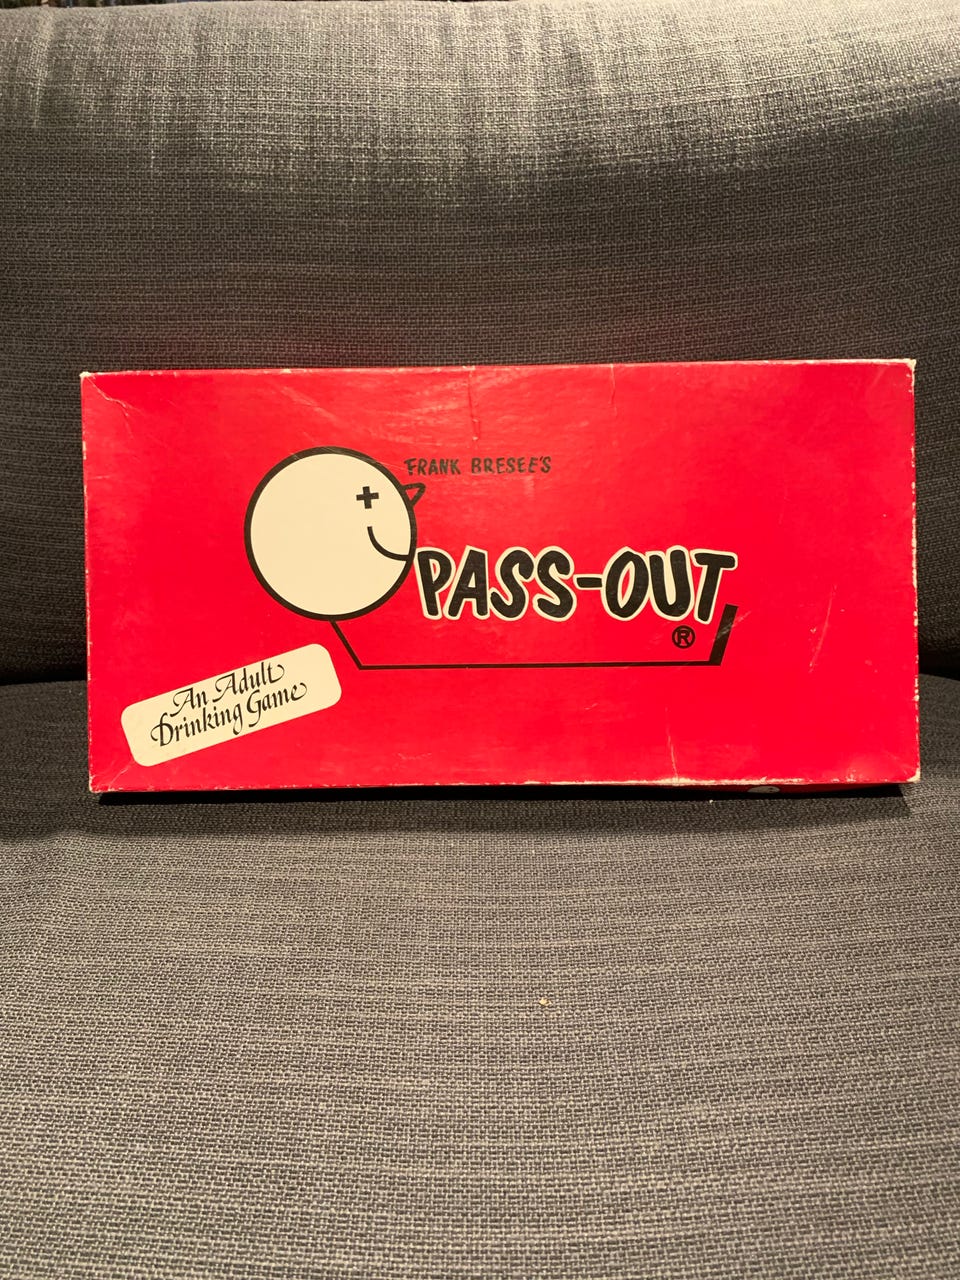 FRANK BRESEE'S
PASS-OUT
®
An Adult
Drinking Game